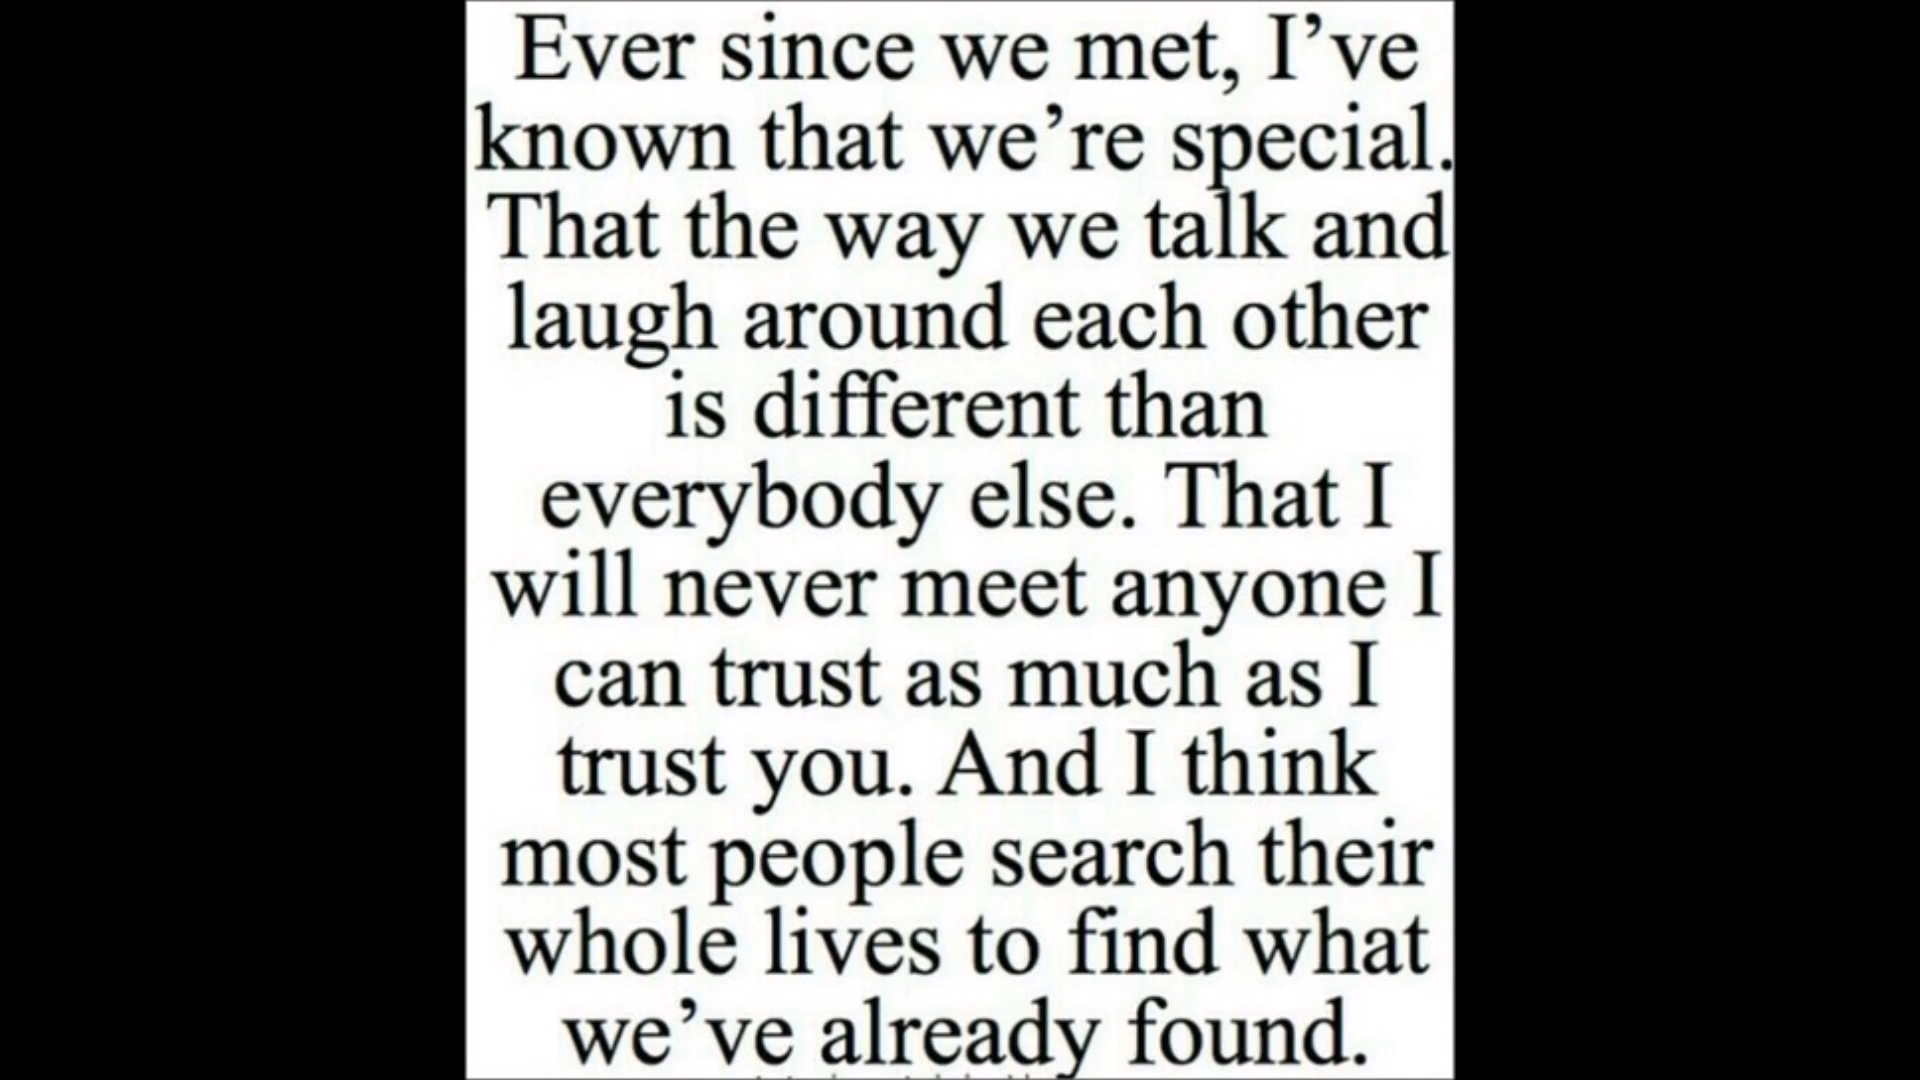 Ever since we met, I’ve
known that we’re special.
That the way we talk and
laugh around each other
is different than
everybody else. That I
will never meet anyone I
can trust as much as I
trust you. And I think
most people search their
whole lives to find what
we’ve already found.